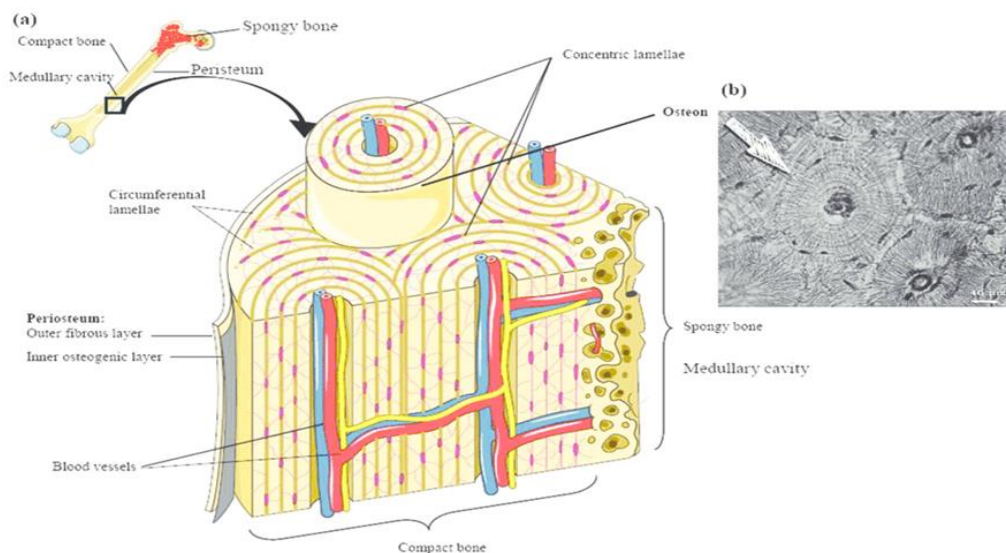 (a)
Spongy bone
Compact bone
Medullary cavity
Peristeum
Concentric lamellae
Osteon
(b)
Circumferential
lamellae
Periosteum:
Outer fibrous layer
Inner osteogenic layer
Spongy bone
Medullary cavity
Blood vessels
Compact bone